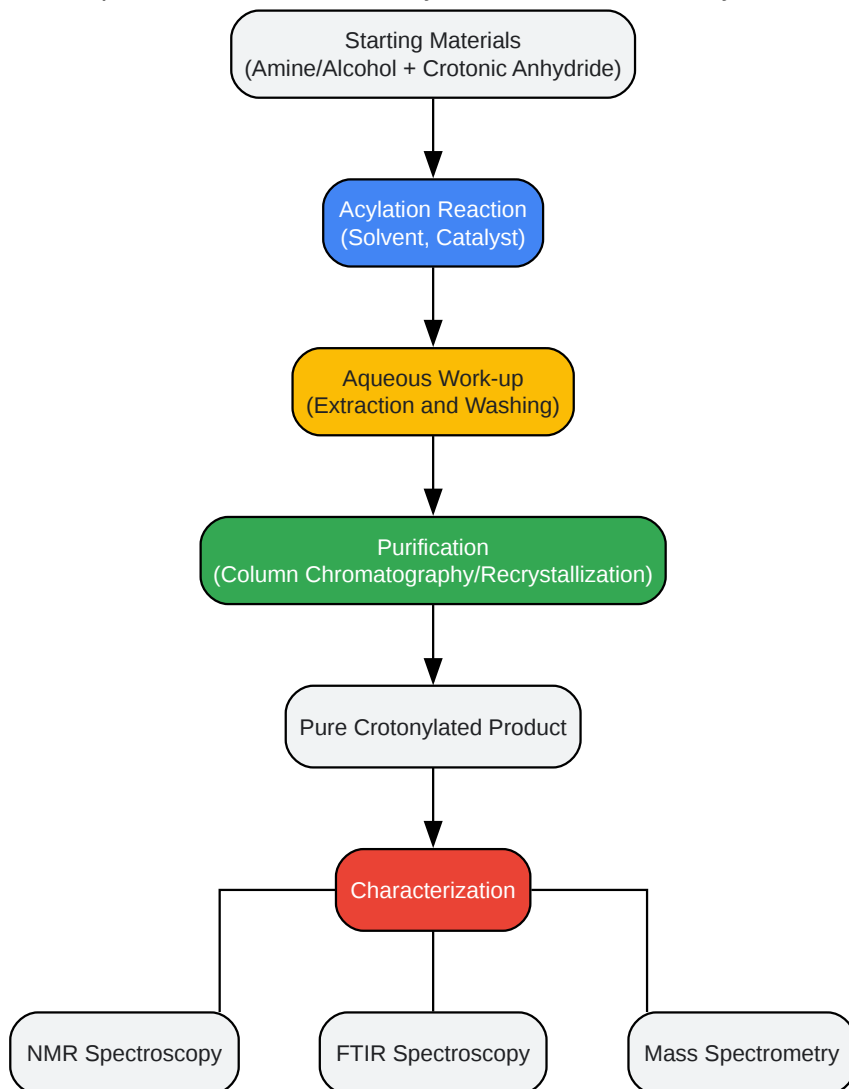 Starting Materials
(Amine/Alcohol + Crotonic Anhydride)
Acylation Reaction
(Solvent, Catalyst)
Aqueous Work-up
(Extraction and Washing)
Purification
(Column Chromatography/Recrystallization)
Pure Crotonylated Product
Characterization
NMR Spectroscopy
FTIR Spectroscopy
Mass Spectrometry